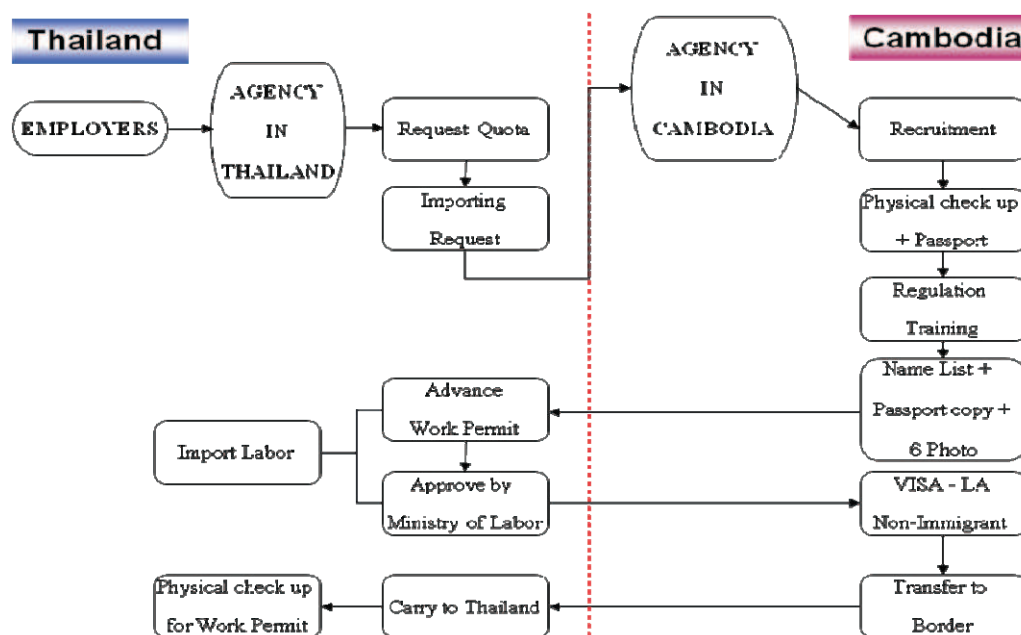 Thailand
Cambodia
EMPLOYERS
AGENCY
IN
THAILAND
Request Quota
Importing
Request
AGENCY
IN
CAMBODIA
Recruitment
Physical check up
+ Passport
Regulation
Training
Name List +
Passport copy +
6 Photo
Advance
Work Permit
Import Labor
Approve by
Ministry of Labor
VISA - LA
Non-Immigrant
Transfer to
Border
Carry to Thailand
Physical check up
for Work Permit